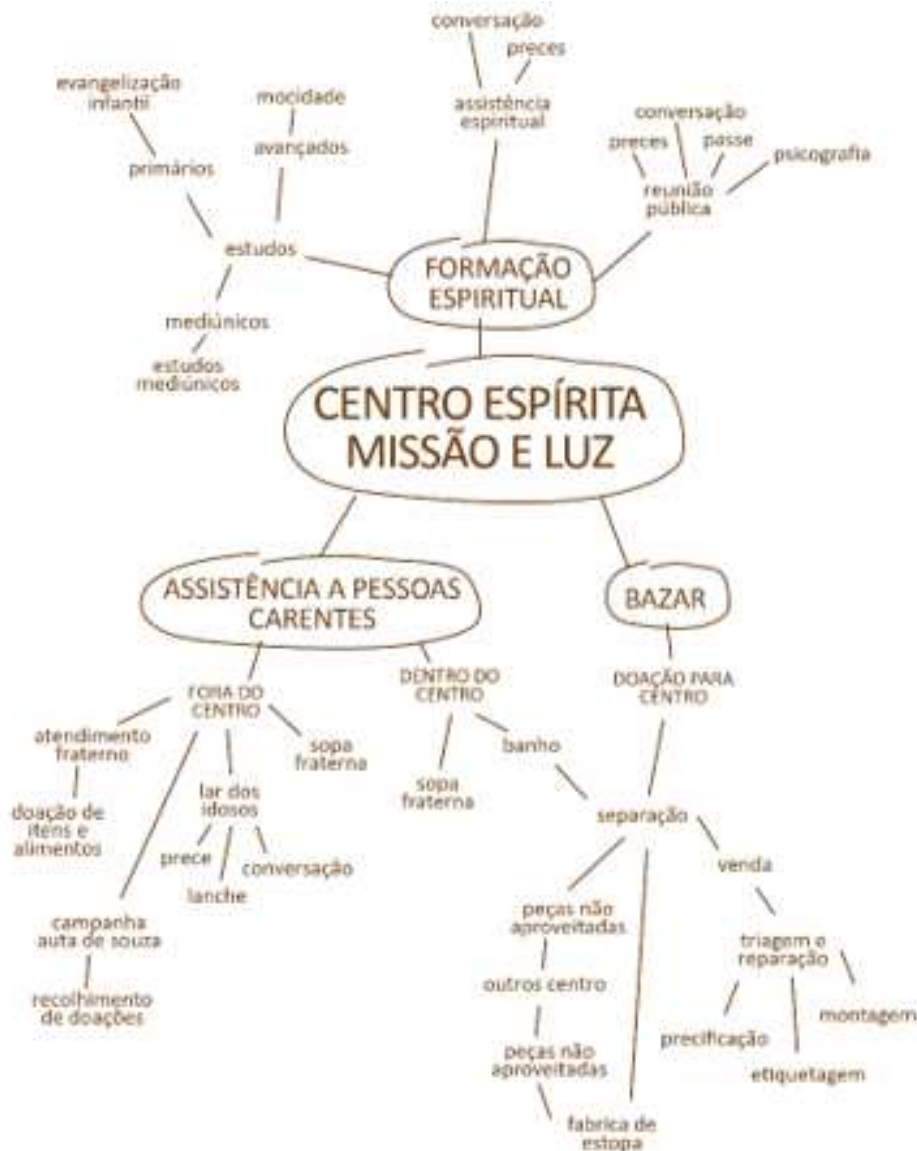 conversação
preces
assistência
espiritual
evangelização
infantil
primários
mocidade
avançados
estudos
mediúnicos
estudos
mediúnicos
conversação
preces
passe
psicografia
reunião
pública
FORMAÇÃO
ESPIRITUAL
CENTRO ESPÍRITA
MISSÃO E LUZ
ASSISTÊNCIA A PESSOAS
CARENTES
BAZAR
FORA DO
CENTRO
atendimento
fraterno
doação de
itens e
alimentos
sopa
fraterna
lar dos
idosos
prece
lanche
conversação
campanha
auta de souza
recolhimento
de doações
DENTRO DO
CENTRO
sopa
fraterna
banho
DOAÇÃO PARA
CENTRO
separação
venda
peças não
aproveitadas
outros centro
peças não
aproveitadas
fabrica de
estopa
triagem e
reparação
precificação
etiquetagem
montagem